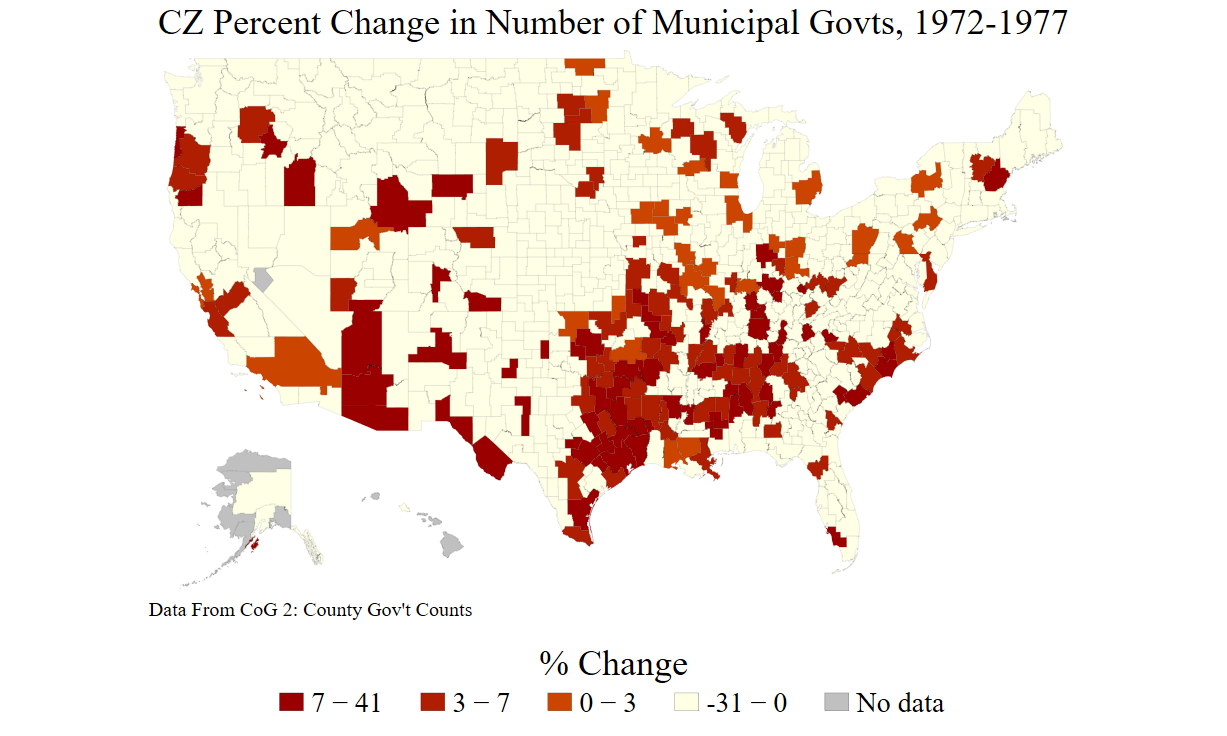 CZ Percent Change in Number of Municipal Govts, 1972-1977
Data From CoG 2: County Gov't Counts
% Change
7 − 41 3 − 7 0 − 3 -31 − 0 No data